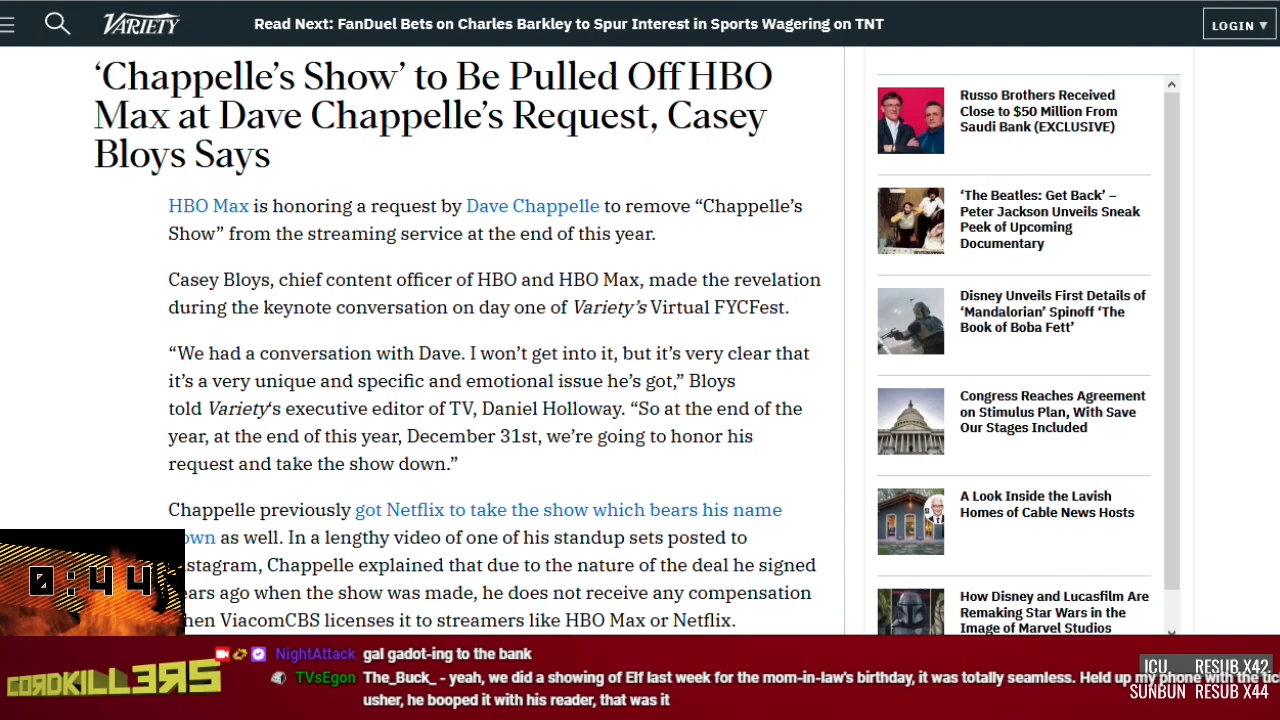 VARIETY
Read Next: FanDuel Bets on Charles Barkley to Spur Interest in Sports Wagering on TNT
LOGIN ▼
‘Chappelle’s Show’ to Be Pulled Off HBO
Max at Dave Chappelle’s Request, Casey
Bloys Says
HBO Max is honoring a request by Dave Chappelle to remove “Chappelle’s
Show” from the streaming service at the end of this year.
Casey Bloys, chief content officer of HBO and HBO Max, made the revelation
during the keynote conversation on day one of Variety’s Virtual FYCFest.
“We had a conversation with Dave. I won’t get into it, but it’s very clear that
it’s a very unique and specific and emotional issue he’s got,” Bloys
told Variety‘s executive editor of TV, Daniel Holloway. “So at the end of the
year, at the end of this year, December 31st, we’re going to honor his
request and take the show down.”
Chappelle previously got Netflix to take the show which bears his name
own as well. In a lengthy video of one of his standup sets posted to
nstagram, Chappelle explained that due to the nature of the deal he signed
ears ago when the show was made, he does not receive any compensation
hen ViacomCBS licenses it to streamers like HBO Max or Netflix.
Russo Brothers Received
Close to $50 Million From
Saudi Bank (EXCLUSIVE)
‘The Beatles: Get Back’ –
Peter Jackson Unveils Sneak
Peek of Upcoming
Documentary
Disney Unveils First Details of
‘Mandalorian’ Spinoff ‘The
Book of Boba Fett’
Congress Reaches Agreement
on Stimulus Plan, With Save
Our Stages Included
A Look Inside the Lavish
Homes of Cable News Hosts
How Disney and Lucasfilm Are
Remaking Star Wars in the
Image of Marvel Studios
0:44
CORDKILLERS
NightAttack gal gadot-ing to the bank
TVsEgon The_Buck_ - yeah, we did a showing of Elf last week for the mom-in-law's birthday, it was totally seamless. Held up my phone with the tic
usher, he booped it with his reader, that was it
ICU RESUB X42
SUNBUN RESUB X44